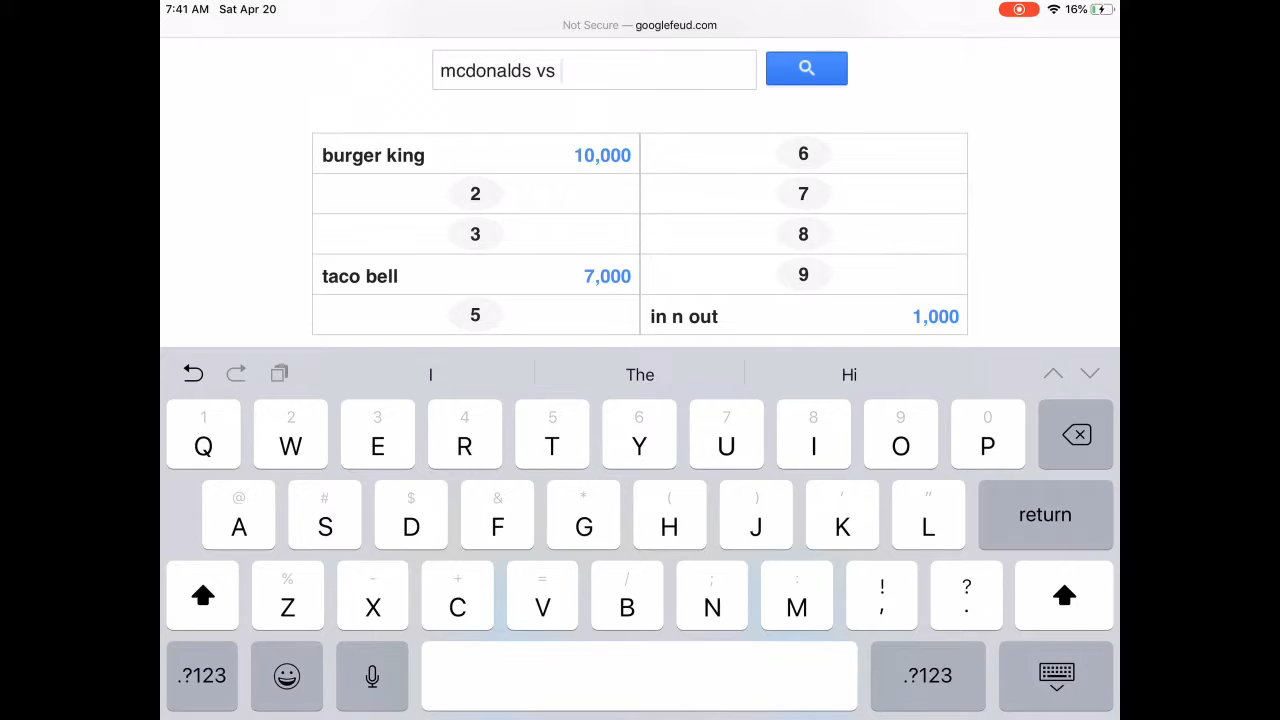 7:41 AM Sat Apr 20
16%
Not Secure — googlefeud.com
mcdonalds vs
burger king 10,000
6
2
7
3
8
taco bell 7,000
9
5
in n out 1,000
I The Hi
1 2 3 4 5 6 7 8 9 0
Q W E R T Y U I O P
@ # $ & * ( ) ' "
A S D F G H J K L return
% - + = / ; : ! ?
Z X C V B N M , .
.?123 .?123